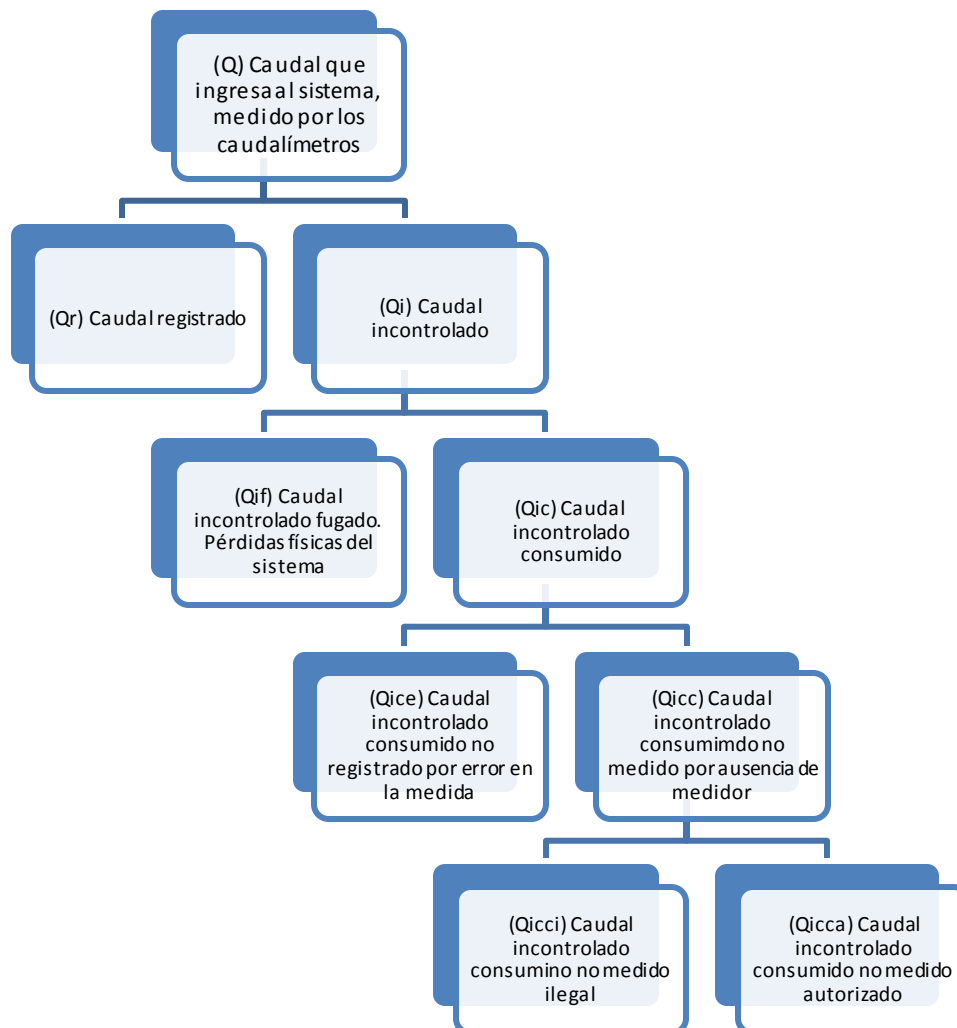 (Q) Caudal que
ingresa al sistema,
medido por los
caudalímetros
(Qr) Caudal registrado
(Qi) Caudal
incontrolado
(Qif) Caudal
incontrolado fugado.
Pérdidas físicas del
sistema
(Qic) Caudal
incontrolado
consumido
(Qice) Caudal
incontrolado
consumido no
registrado por error en
la medida
(Qicc) Caudal
incontrolado
consumimdo no
medido por ausencia de
medidor
(Qicci) Caudal
incontrolado
consumino no medido
ilegal
(Qicca) Caudal
incontrolado
consumido no medido
autorizado